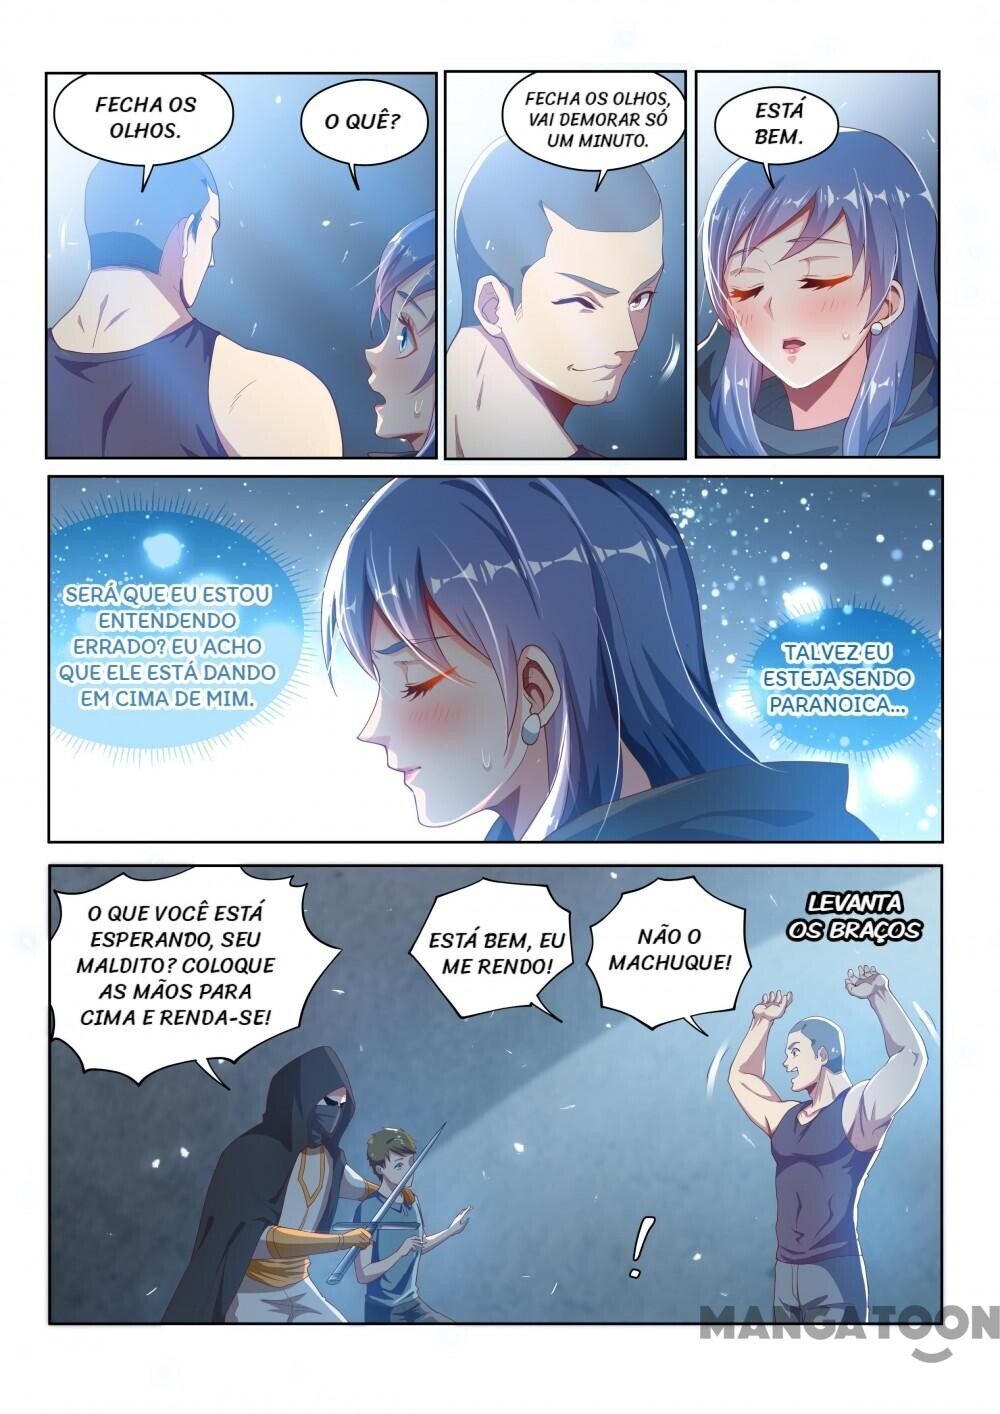 FECHA OS
OLHOS.
O QUÊ?
FECHA OS OLHOS,
VAI DEMORAR SÓ
UM MINUTO.
ESTÁ
BEM.
SERÁ QUE EU ESTOU
ENTENDENDO
ERRADO? EU ACHO
QUE ELE ESTÁ DANDO
EM CIMA DE MIM.
TALVEZ EU
ESTEJA SENDO
PARANOICA...
O QUE VOCÊ ESTÁ
ESPERANDO, SEU
MALDITO? COLOQUE
AS MÃOS PARA
CIMA E RENDA-SE!
ESTÁ BEM, EU
ME RENDO!
NÃO O
MACHUQUE!
LEVANTA
OS BRAÇOS
!
MANGATOON